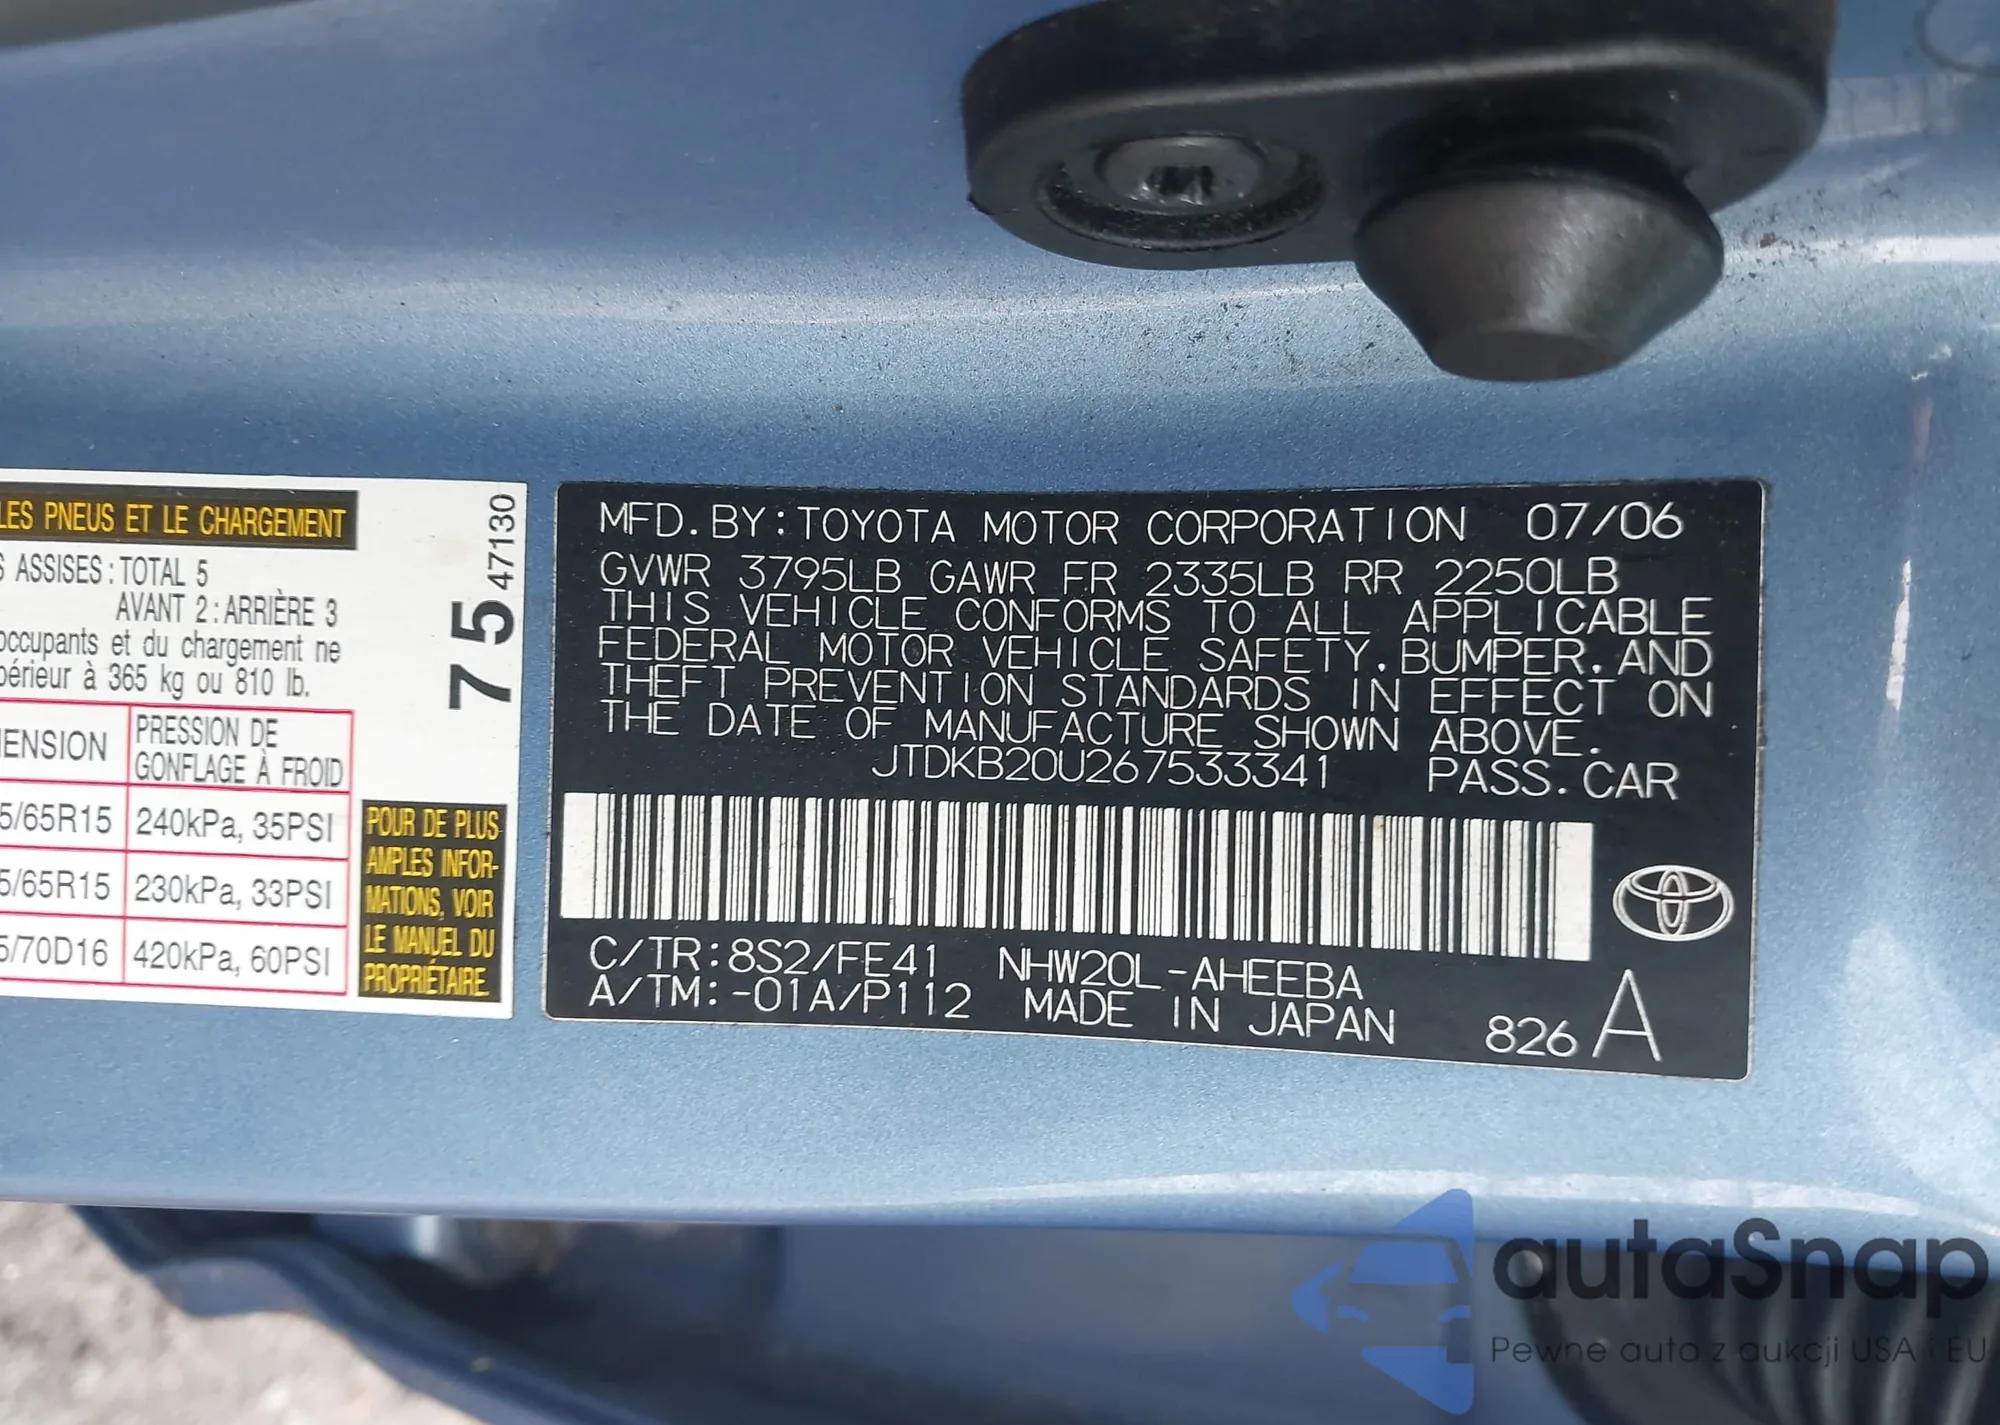 LES PNEUS ET LE CHARGEMENT
ASSISES : TOTAL 5
AVANT 2 : ARRIÈRE 3
occupants et du chargement ne
à 365 kg ou 810 lb.
PRESSION DE
GONFLAGE À FROID
5/65R15 240kPa, 35PSI
5/65R15 230kPa, 33PSI
5/70D16 420kPa, 60PSI
75 47130
POUR DE PLUS
AMPLES INFOR-
MATIONS, VOIR
LE MANUEL DU
PROPRIÉTAIRE.
MFD. BY: TOYOTA MOTOR CORPORATION 07/06
GVWR 3795LB GAWR FR 2335LB RR 2250LB
THIS VEHICLE CONFORMS TO ALL APPLICABLE
FEDERAL MOTOR VEHICLE SAFETY. BUMPER. AND
THEFT PREVENTION STANDARDS IN EFFECT ON
THE DATE OF MANUFACTURE SHOWN ABOVE.
JTDKB20U267533341 PASS. CAR
C/TR: 8S2/FE41 NHW20L-AHEEBA
A/TM: -01A/P112 MADE IN JAPAN 826 A
autaSnap
Pewne auta z aukcji USA i EU